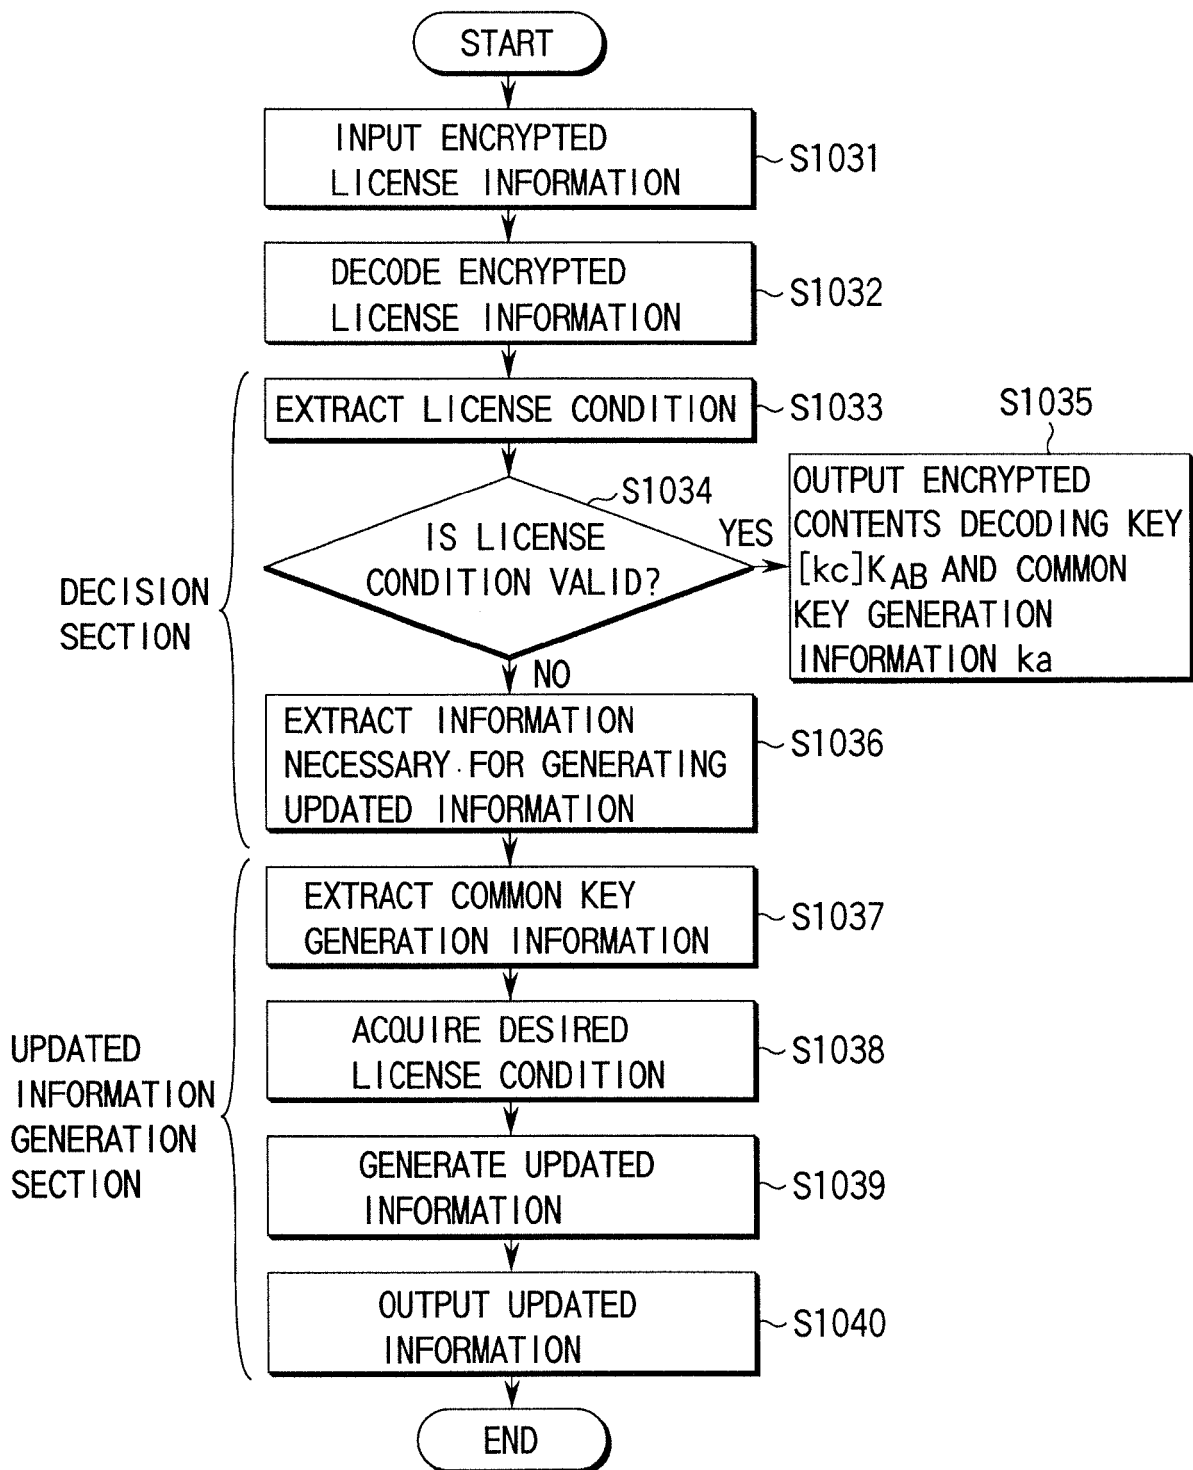 START
INPUT ENCRYPTED
LICENSE INFORMATION
S1031
DECODE ENCRYPTED
LICENSE INFORMATION
S1032
EXTRACT LICENSE CONDITION
S1033
S1034
IS LICENSE
CONDITION VALID?
YES
NO
S1035
OUTPUT ENCRYPTED
CONTENTS DECODING KEY
[kc]KAB AND COMMON
KEY GENERATION
INFORMATION ka
DECISION
SECTION
EXTRACT INFORMATION
NECESSARY FOR GENERATING
UPDATED INFORMATION
S1036
EXTRACT COMMON KEY
GENERATION INFORMATION
S1037
ACQUIRE DESIRED
LICENSE CONDITION
S1038
UPDATED
INFORMATION
GENERATION
SECTION
GENERATE UPDATED
INFORMATION
S1039
OUTPUT UPDATED
INFORMATION
S1040
END